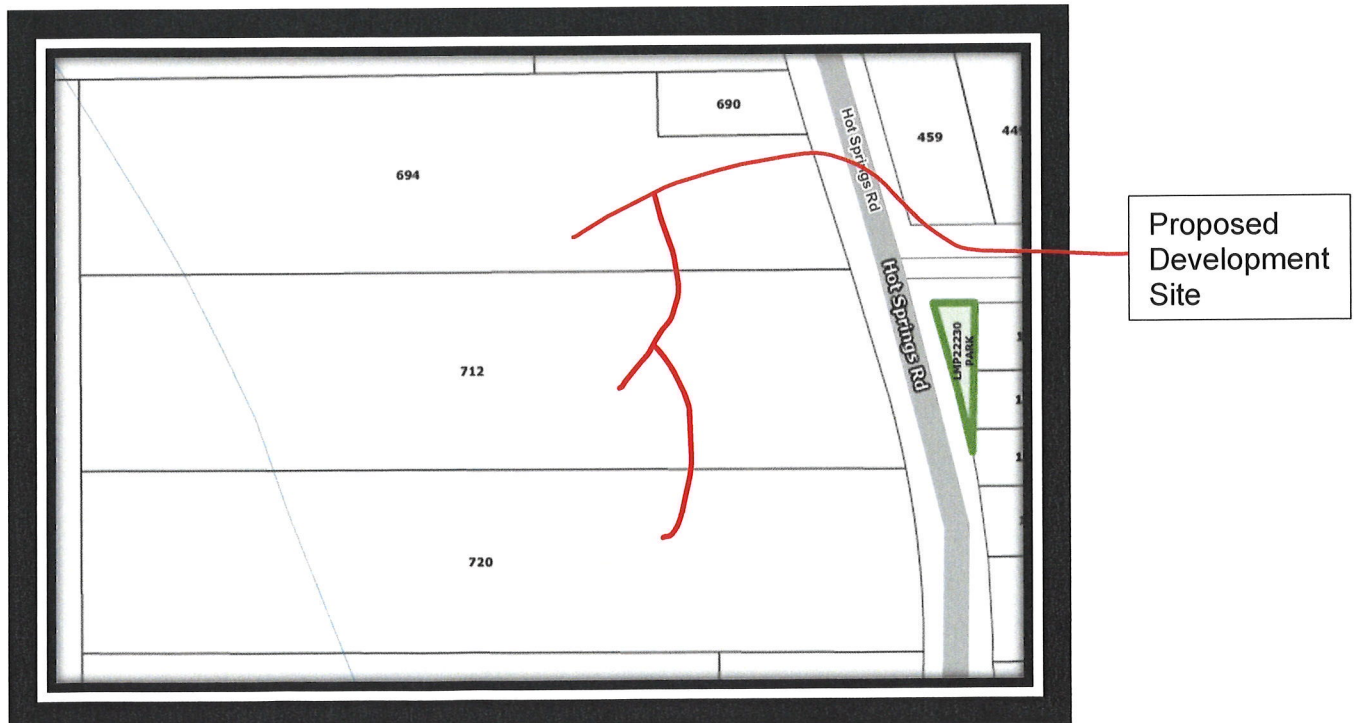 690
Hot Springs Rd
459
694
Proposed
Development
Site
Hot Springs Rd
LMP22230
PARK
712
720